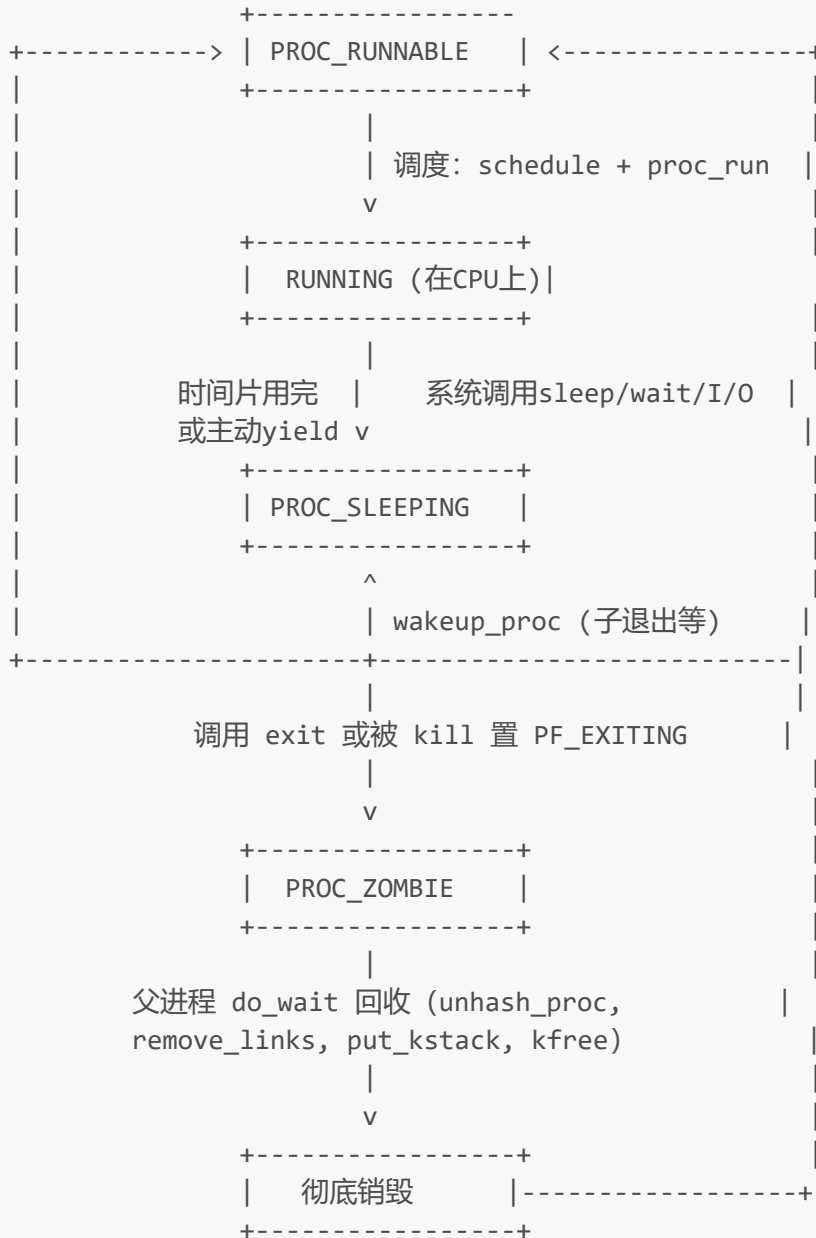 PROC_RUNNABLE
调度: schedule + proc_run
RUNNING (在CPU上)
时间片用完 系统调用sleep/wait/I/O
或主动yield v
PROC_SLEEPING
wakeup_proc (子退出等)
调用 exit 或被 kill 置 PF_EXITING
v
PROC_ZOMBIE
父进程 do_wait 回收 (unhash_proc,
remove_links, put_kstack, kfree)
v
彻底销毁